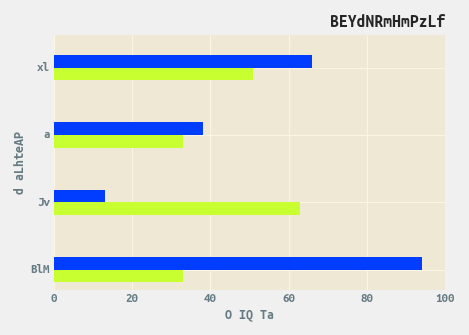 BEYdNRmHmPzLf
xl
a
Jv
BlM
d aLhteAP
0 20 40 60 80 100
O IQ Ta